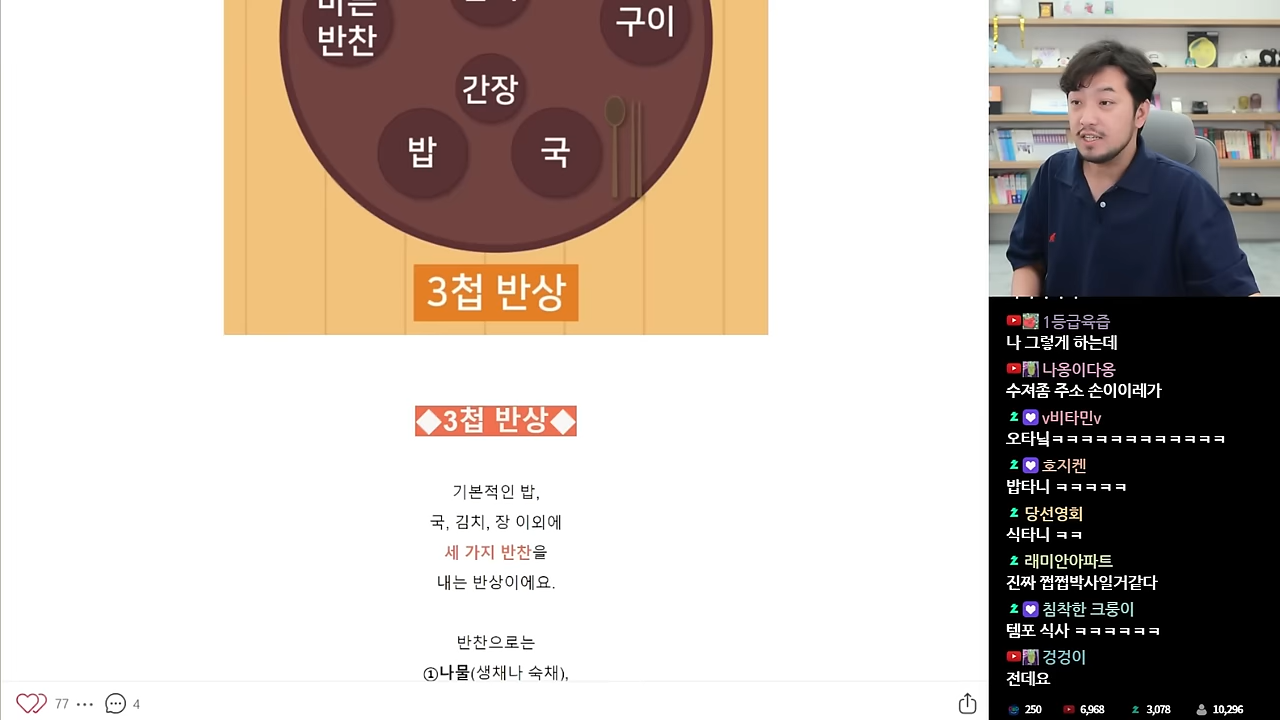 반찬
구이
간장
밥
국
3첩 반상
◆3첩 반상◆
기본적인 밥,
국, 김치, 장 이외에
세 가지 반찬을
내는 반상이에요.
반찬으로는
①나물(생채나 숙채),
77
4
1등급육즙
나 그렇게 하는데
나옹이다옹
수저좀 주소 손이이레가
v비타민v
오타닠ㅋㅋㅋㅋㅋㅋㅋㅋㅋㅋㅋㅋ
호지켄
밥타니 ㅋㅋㅋㅋㅋ
당선영회
식타니 ㅋㅋ
래미안아파트
진짜 쩝쩝박사일거같다
침착한 크룽이
템포 식사 ㅋㅋㅋㅋㅋㅋ
겅겅이
전데요
250
6,968
3,078
10,296